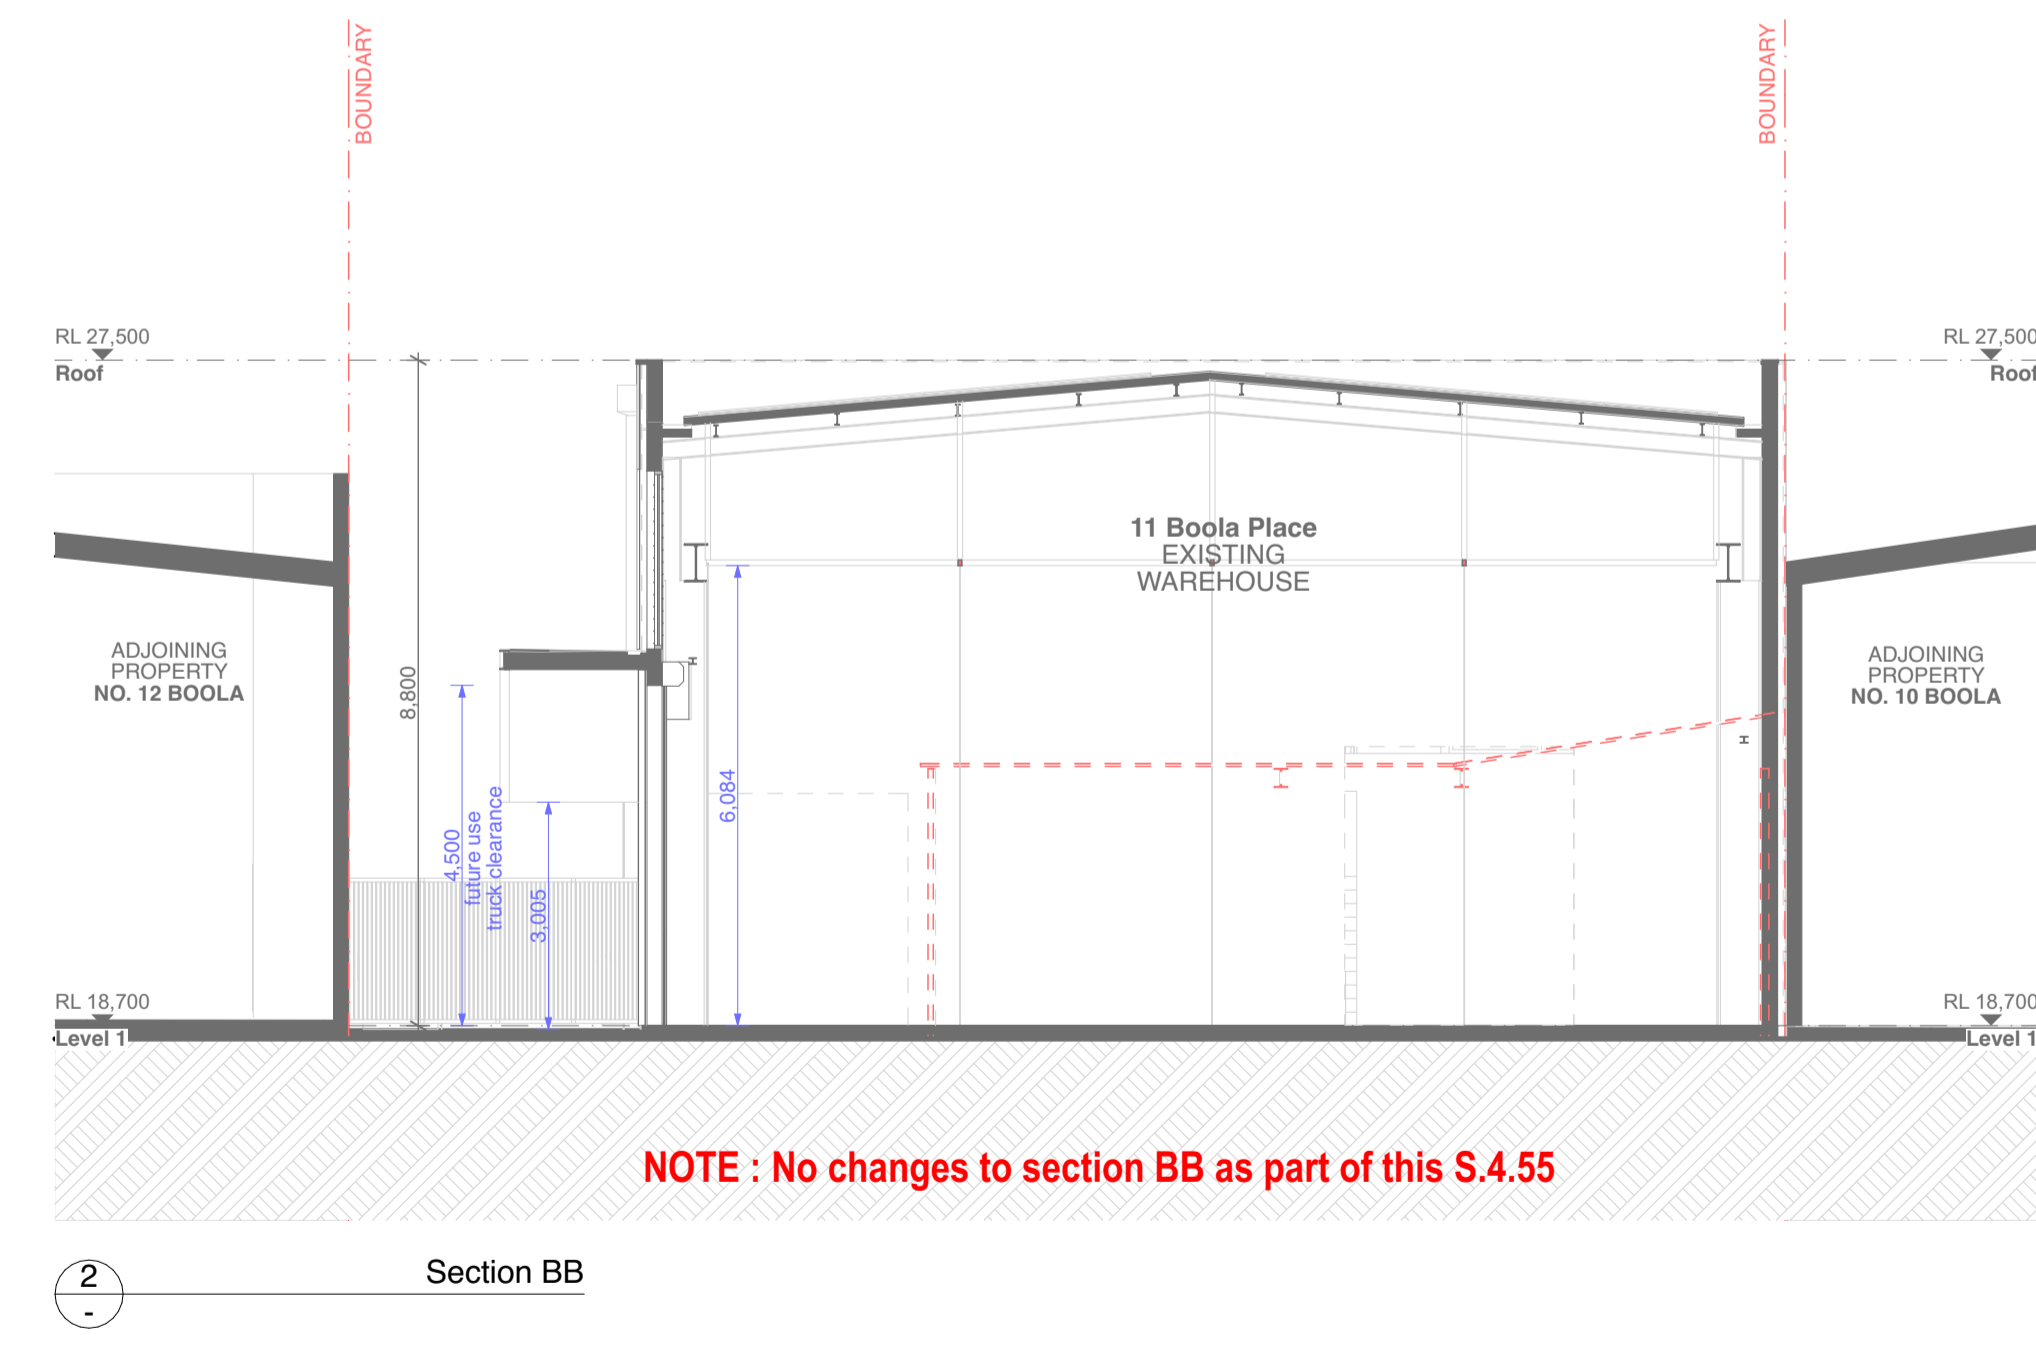 BOUNDARY
BOUNDARY
RL 27,500
Roof
RL 27,500
Roof
11 Boola Place
EXISTING
WAREHOUSE
ADJOINING
PROPERTY
NO. 12 BOOLA
ADJOINING
PROPERTY
NO. 10 BOOLA
8,800
4,500
future use
truck clearance
3,005
6,084
RL 18,700
Level 1
RL 18,700
Level 1
NOTE : No changes to section BB as part of this S.4.55
2
-
Section BB